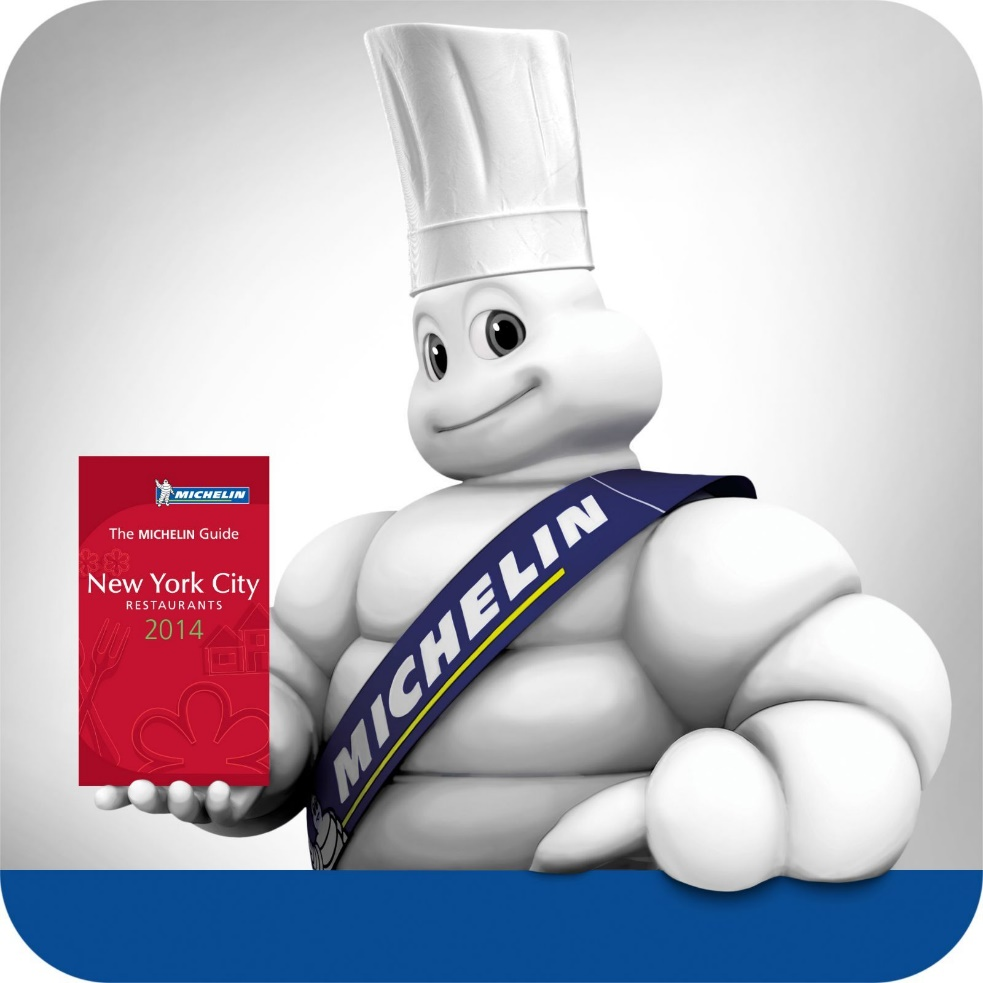 MICHELIN
The MICHELIN Guide
New York City
RESTAURANTS
2014
MICHELIN